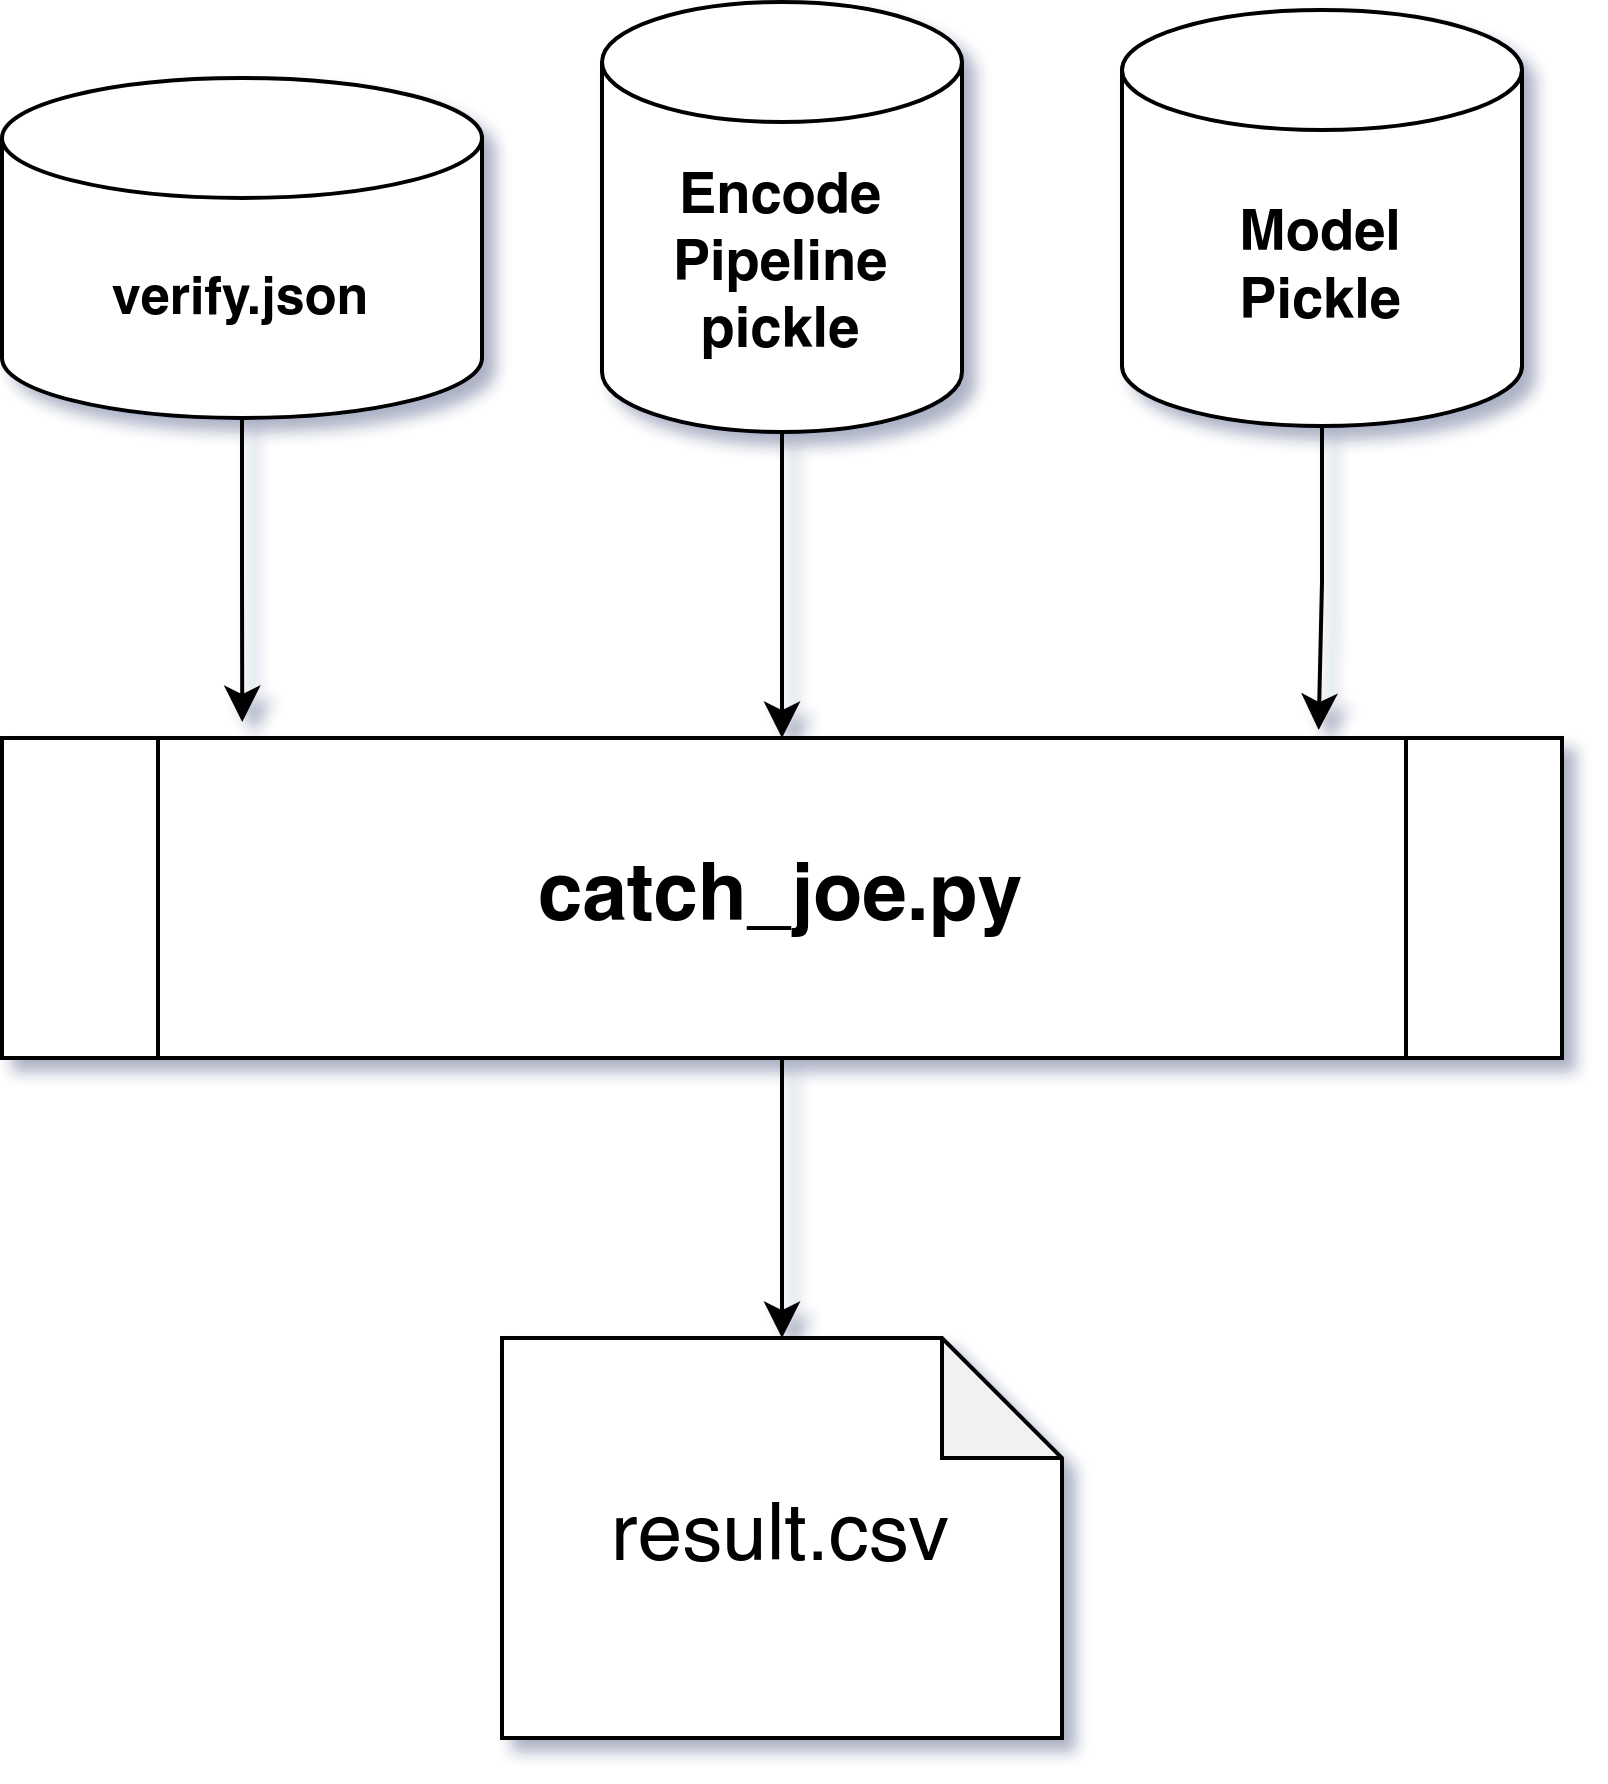 verify.json
Encode
Pipeline
pickle
Model
Pickle
catch_joe.py
result.csv